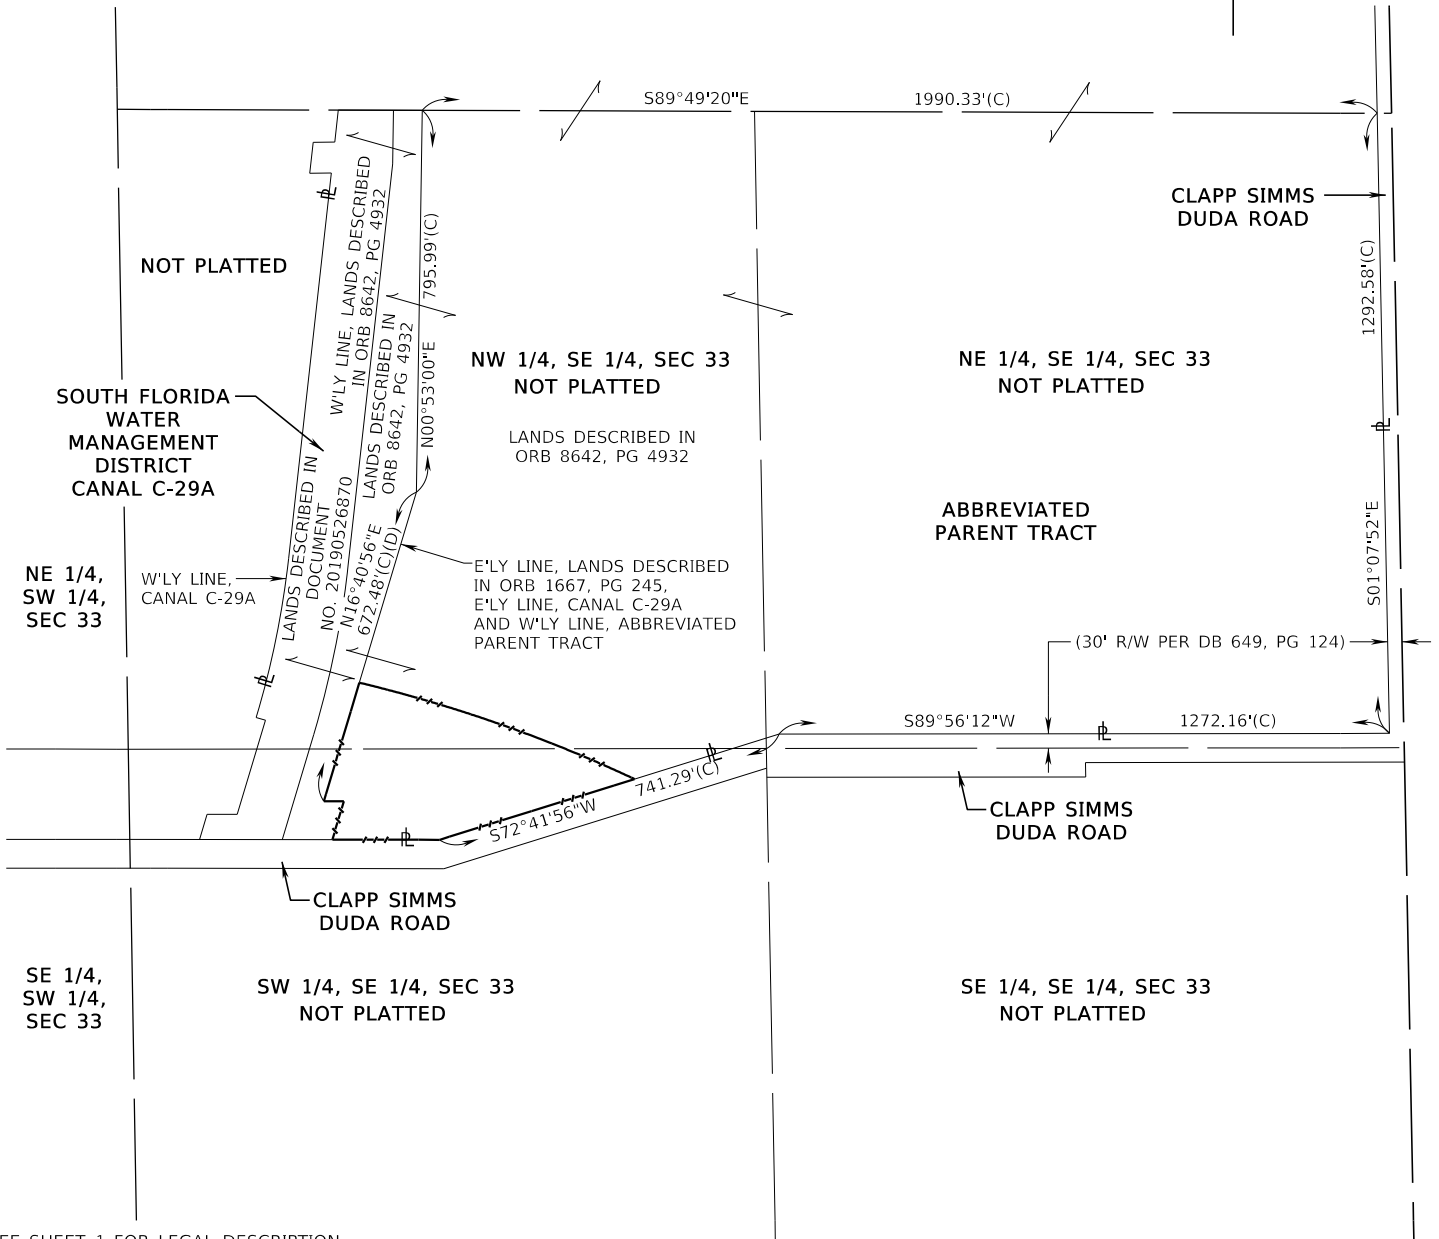 S89°49'20"E
1990.33'(C)
CLAPP SIMMS
DUDA ROAD
NOT PLATTED
W'LY LINE, LANDS DESCRIBED
IN ORB 8642, PG 4932
795.99'(C)
N00°53'00"E
1292.58'(C)
S01°07'52"E
NW 1/4, SE 1/4, SEC 33
NOT PLATTED
NE 1/4, SE 1/4, SEC 33
NOT PLATTED
SOUTH FLORIDA
WATER
MANAGEMENT
DISTRICT
CANAL C-29A
LANDS DESCRIBED IN
ORB 8642, PG 4932
LANDS DESCRIBED IN
ORB 8642, PG 4932
LANDS DESCRIBED IN
DOCUMENT
NO. 20190526870
N16°40'56"E
672.48'(C)(D)
ABBREVIATED
PARENT TRACT
NE 1/4,
SW 1/4,
SEC 33
W'LY LINE,
CANAL C-29A
E'LY LINE, LANDS DESCRIBED
IN ORB 1667, PG 245,
E'LY LINE, CANAL C-29A
AND W'LY LINE, ABBREVIATED
PARENT TRACT
(30' R/W PER DB 649, PG 124)
S89°56'12"W
1272.16'(C)
741.29'(C)
S72°41'56"W
CLAPP SIMMS
DUDA ROAD
CLAPP SIMMS
DUDA ROAD
SE 1/4,
SW 1/4,
SEC 33
SW 1/4, SE 1/4, SEC 33
NOT PLATTED
SE 1/4, SE 1/4, SEC 33
NOT PLATTED
SHEET 1 FOR LEGAL DESCRIPTION